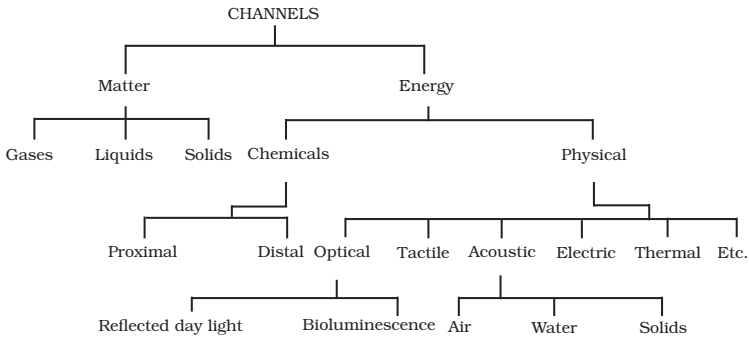 CHANNELS
Matter Energy
Gases Liquids Solids Chemicals Physical
Proximal Distal Optical Tactile Acoustic Electric Thermal Etc.
Reflected day light Bioluminescence Air Water Solids